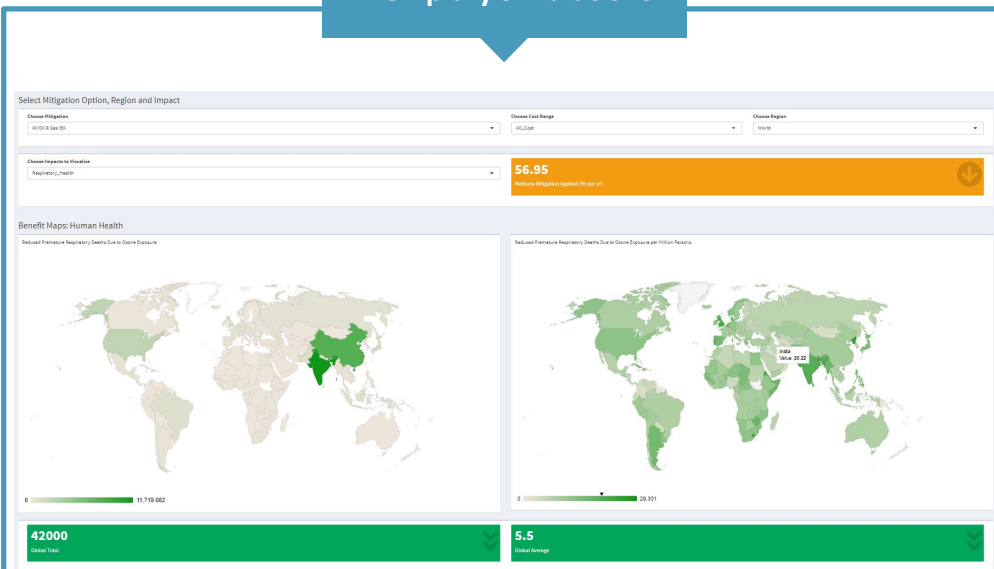 Select Mitigation Option, Region and Impact
Choose Mitigation
All Oil & Gas IEA
Choose Cost Range
All_Cost
Choose Region
World
Choose Impacts to Visualize
Respiratory_Health
56.95
Methane Mitigation Applied (Mt per yr)
Benefit Maps: Human Health
Reduced Premature Respiratory Deaths Due to Ozone Exposure
Reduced Premature Respiratory Deaths Due to Ozone Exposure per Million Persons
India
Value: 20.22
0
11,719.062
0
29.301
42000
Global Total
5.5
Global Average